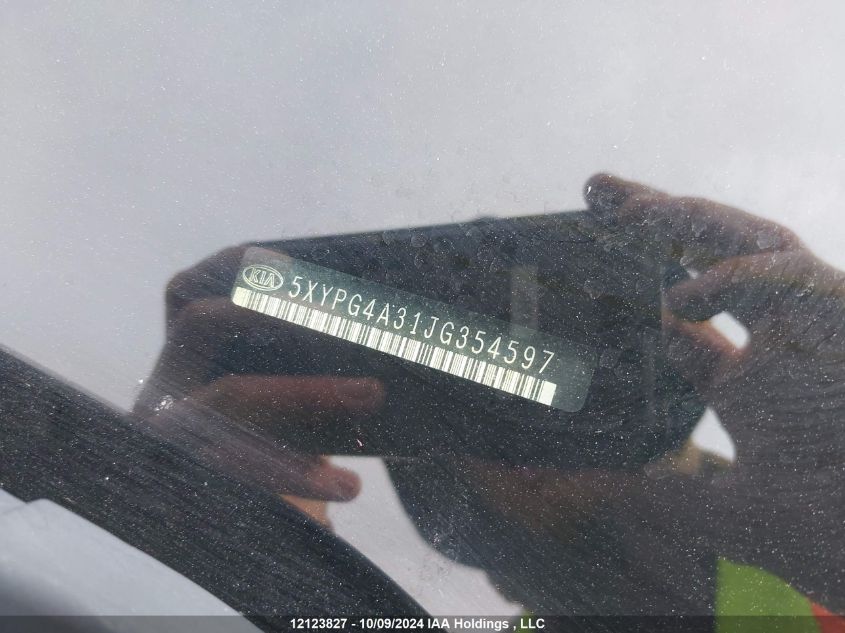 KIA 5XYPG4A31JG354597
12123827 - 10/09/2024 IAA Holdings , LLC